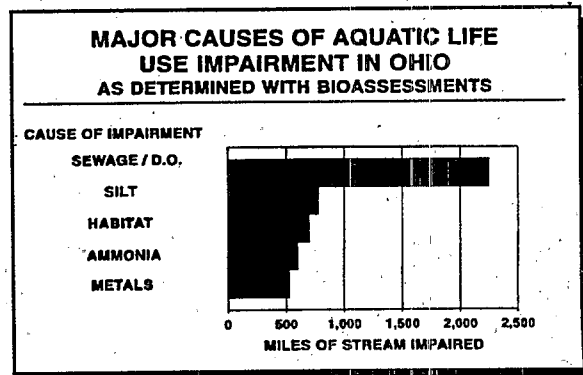 MAJOR CAUSES OF AQUATIC LIFE
USE IMPAIRMENT IN OHIO
AS DETERMINED WITH BIOASSESSMENTS
CAUSE OF IMPAIRMENT
SEWAGE / D.O.
SILT
HABITAT
AMMONIA
METALS
0 500 1,000 1,500 2,000 2,500
MILES OF STREAM IMPAIRED